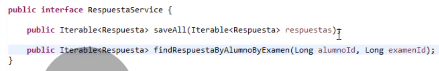 public interface RespuestaService {
public Iterable<Respuesta> saveAll(Iterable<Respuesta> respuestas);
public Iterable<Respuesta> findRespuestaByAlumnoByExamen(Long alumnoId, Long examenId);
}